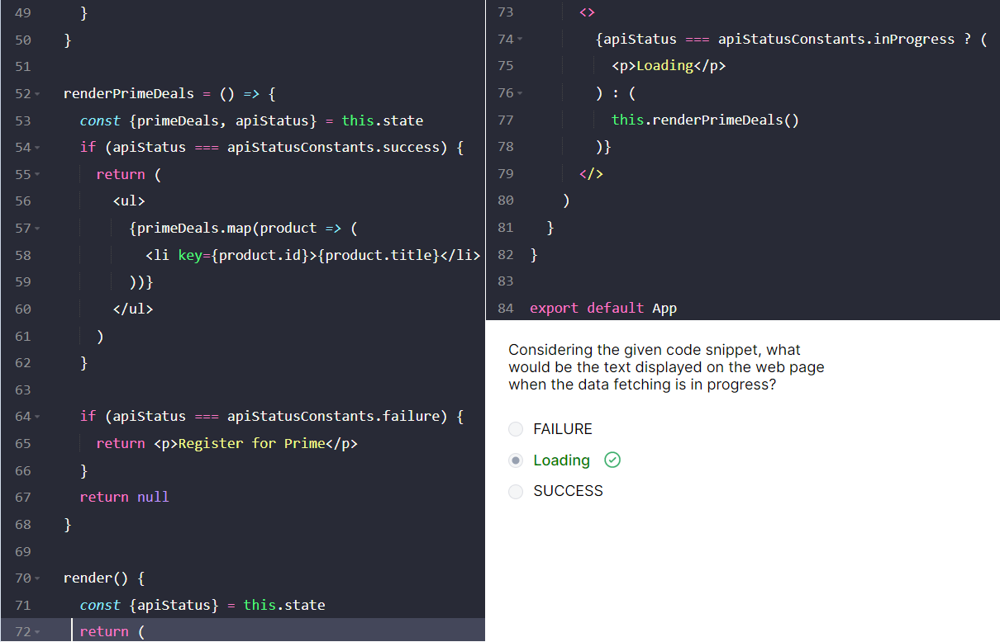 49 }
50 }
51
52 renderPrimeDeals = () => {
53 const {primeDeals, apiStatus} = this.state
54 if (apiStatus === apiStatusConstants.success) {
55 return (
56 <ul>
57 {primeDeals.map(product => (
58 <li key={product.id}>{product.title}</li>
59 ))}
60 </ul>
61 )
62 }
63
64 if (apiStatus === apiStatusConstants.failure) {
65 return <p>Register for Prime</p>
66 }
67 return null
68 }
69
70 render() {
71 const {apiStatus} = this.state
72 return (
73 <>
74 {apiStatus === apiStatusConstants.inProgress ? (
75 <p>Loading</p>
76 ) : (
77 this.renderPrimeDeals()
78 )}
79 </>
80 )
81 }
82 }
83
84 export default App
Considering the given code snippet, what
would be the text displayed on the web page
when the data fetching is in progress?
FAILURE
Loading
SUCCESS